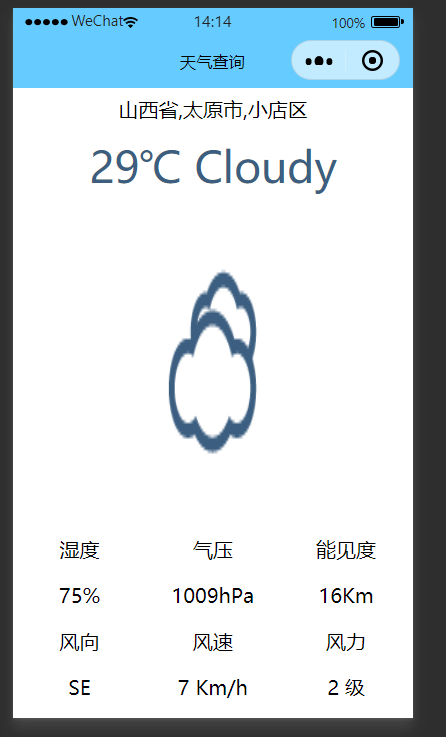 WeChat 14:14 100%
天气查询
山西省,太原市,小店区
29℃ Cloudy
湿度 气压 能见度
75% 1009hPa 16Km
风向 风速 风力
SE 7 Km/h 2 级